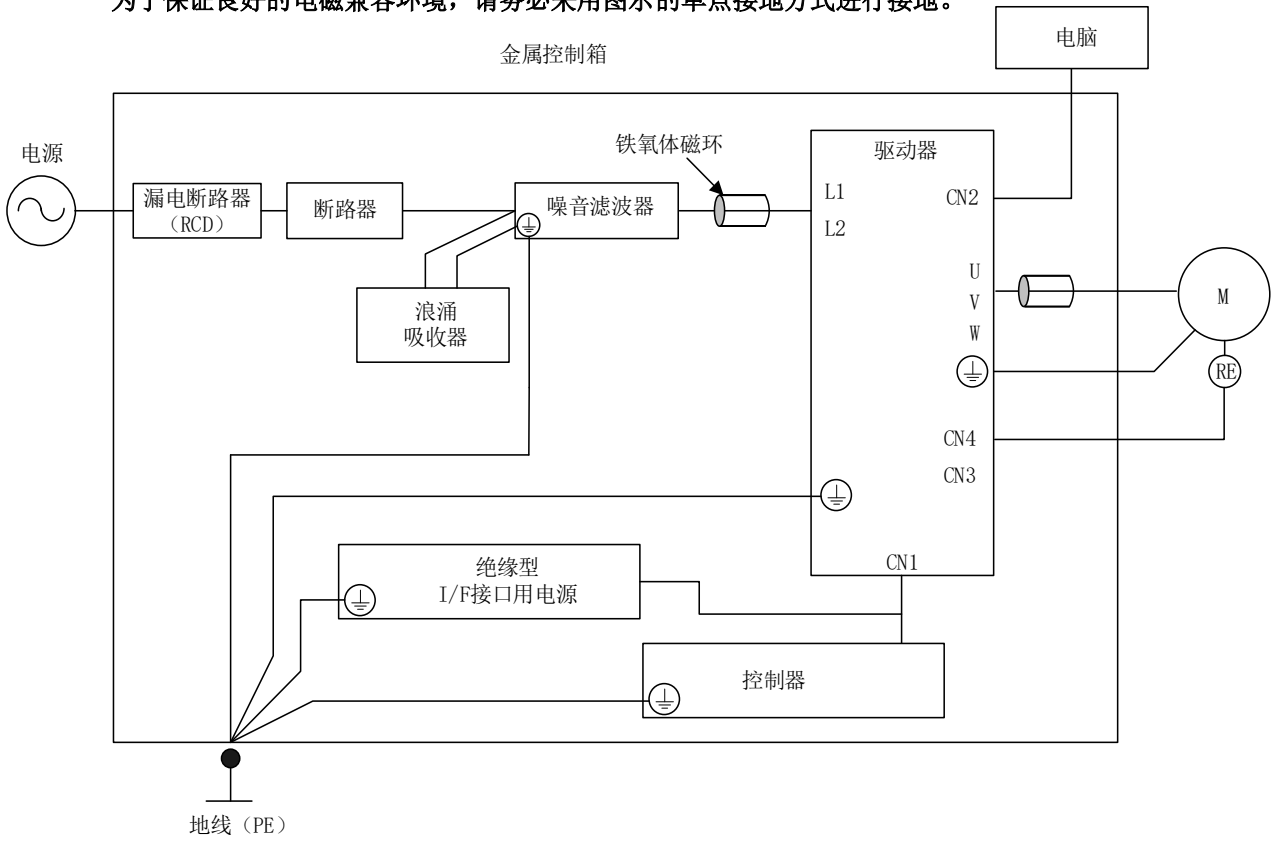 为了保证良好的电磁兼容环境，请务必采用图示的单点接地方式进行接地。
电脑
金属控制箱
铁氧体磁环
驱动器
电源
漏电断路器
（RCD）
断路器
噪音滤波器
L1
CN2
L2
浪涌
吸收器
U
V
W
M
RE
CN4
CN3
CN1
绝缘型
I/F接口用电源
控制器
地线（PE）